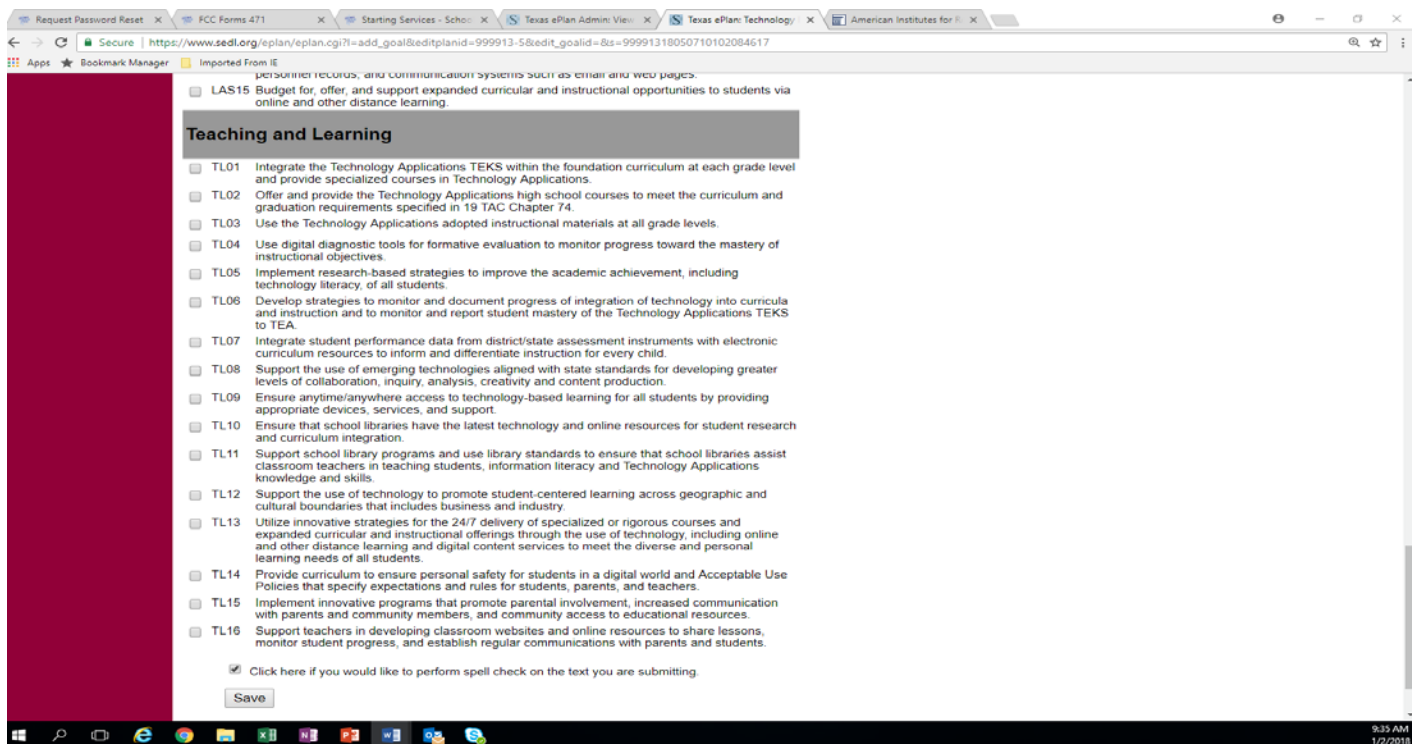 Request Password Reset
FCC Forms 471
Starting Services - Schoo
Texas ePlan Admin: View
Texas ePlan: Technology
American Institutes for R
Secure | https://www.sedl.org/eplan/eplan.cgi?l=add_goal&editplanid=999913-5&edit_goalid=&s=99991318050710102084617
Apps Bookmark Manager Imported From IE
personnel records, and communication systems such as email and web pages.
LAS15 Budget for, offer, and support expanded curricular and instructional opportunities to students via
online and other distance learning.
Teaching and Learning
TL01 Integrate the Technology Applications TEKS within the foundation curriculum at each grade level
and provide specialized courses in Technology Applications.
TL02 Offer and provide the Technology Applications high school courses to meet the curriculum and
graduation requirements specified in 19 TAC Chapter 74.
TL03 Use the Technology Applications adopted instructional materials at all grade levels.
TL04 Use digital diagnostic tools for formative evaluation to monitor progress toward the mastery of
instructional objectives.
TL05 Implement research-based strategies to improve the academic achievement, including
technology literacy, of all students.
TL06 Develop strategies to monitor and document progress of integration of technology into curricula
and instruction and to monitor and report student mastery of the Technology Applications TEKS
to TEA.
TL07 Integrate student performance data from district/state assessment instruments with electronic
curriculum resources to inform and differentiate instruction for every child.
TL08 Support the use of emerging technologies aligned with state standards for developing greater
levels of collaboration, inquiry, analysis, creativity and content production.
TL09 Ensure anytime/anywhere access to technology-based learning for all students by providing
appropriate devices, services, and support.
TL10 Ensure that school libraries have the latest technology and online resources for student research
and curriculum integration.
TL11 Support school library programs and use library standards to ensure that school libraries assist
classroom teachers in teaching students, information literacy and Technology Applications
knowledge and skills.
TL12 Support the use of technology to promote student-centered learning across geographic and
cultural boundaries that includes business and industry.
TL13 Utilize innovative strategies for the 24/7 delivery of specialized or rigorous courses and
expanded curricular and instructional offerings through the use of technology, including online
and other distance learning and digital content services to meet the diverse and personal
learning needs of all students.
TL14 Provide curriculum to ensure personal safety for students in a digital world and Acceptable Use
Policies that specify expectations and rules for students, parents, and teachers.
TL15 Implement innovative programs that promote parental involvement, increased communication
with parents and community members, and community access to educational resources.
TL16 Support teachers in developing classroom websites and online resources to share lessons,
monitor student progress, and establish regular communications with parents and students.
Click here if you would like to perform spell check on the text you are submitting.
Save
9:35 AM
1/2/2018